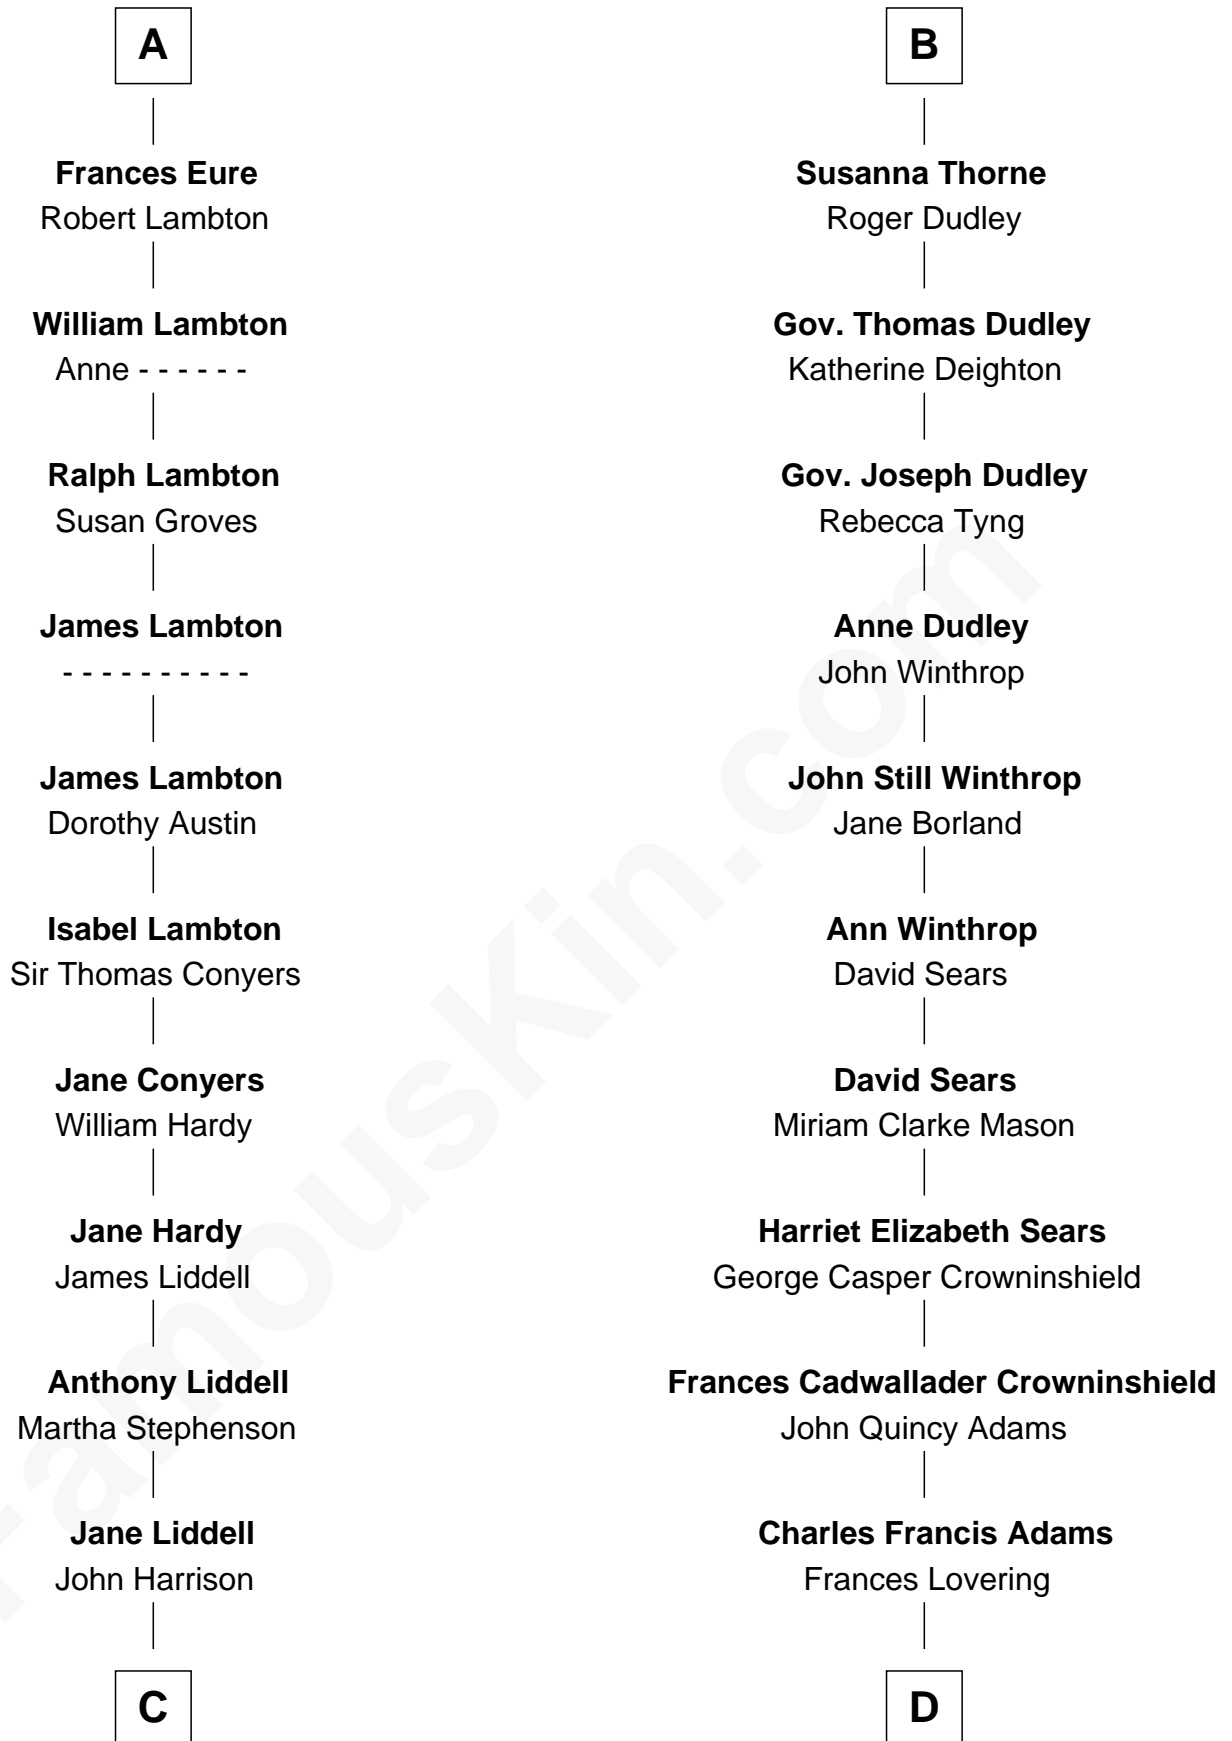 A
Frances Eure
Robert Lambton
William Lambton
Anne - - - - - -
Ralph Lambton
Susan Groves
James Lambton
- - - - - - - - - -
James Lambton
Dorothy Austin
Isabel Lambton
Sir Thomas Conyers
Jane Conyers
William Hardy
Jane Hardy
James Liddell
Anthony Liddell
Martha Stephenson
Jane Liddell
John Harrison
C
B
Susanna Thorne
Roger Dudley
Gov. Thomas Dudley
Katherine Deighton
Gov. Joseph Dudley
Rebecca Tyng
Anne Dudley
John Winthrop
John Still Winthrop
Jane Borland
Ann Winthrop
David Sears
David Sears
Miriam Clarke Mason
Harriet Elizabeth Sears
George Casper Crowninshield
Frances Cadwallader Crowninshield
John Quincy Adams
Charles Francis Adams
Frances Lovering
D
FamousKin.com